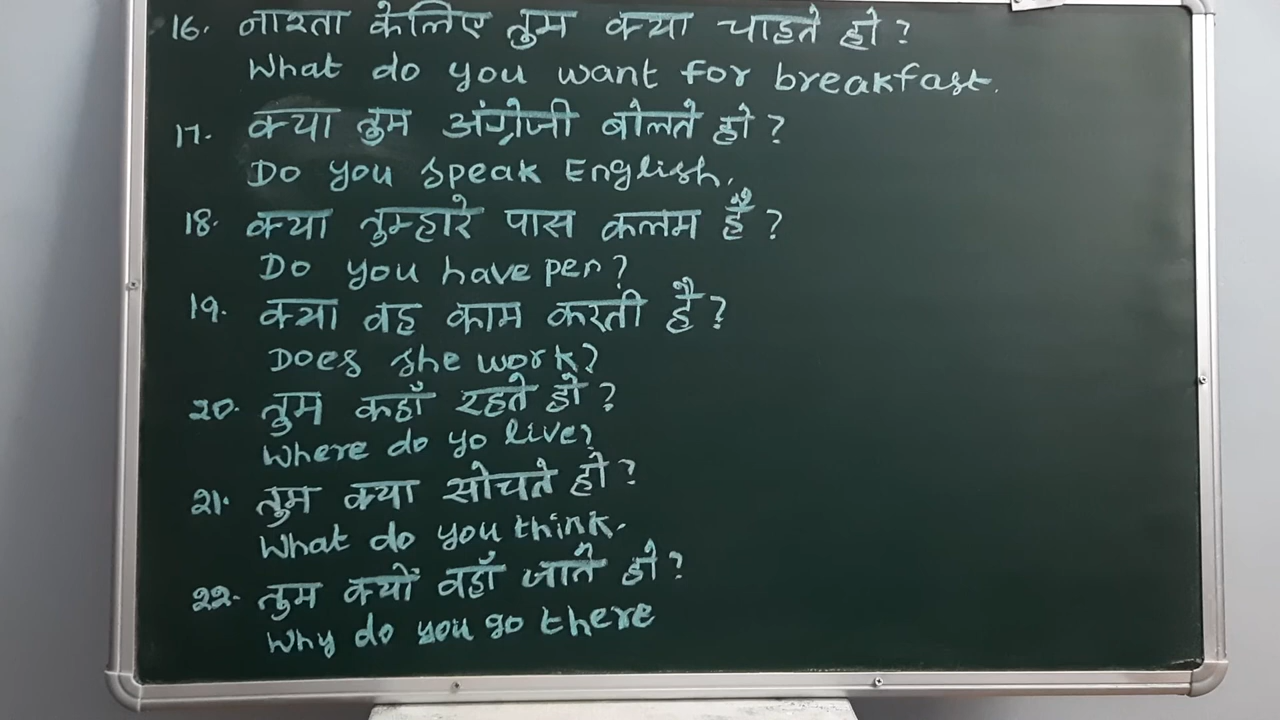 16. नाश्ता केलिए तुम क्या चाहते हो ?
What do you want for breakfast.
17. क्या तुम अंग्रेजी बोलते हो ?
Do you speak English.
18. क्या तुम्हारे पास कलम हैं ?
Do you have pen?
19. क्या वह काम करती है ?
Does she work?
20. तुम कहाँ रहते हो ?
Where do yo live?
21. तुम क्या सोचते हो ?
What do you think.
22. तुम क्यों वहाँ जाते हो ?
Why do you go there